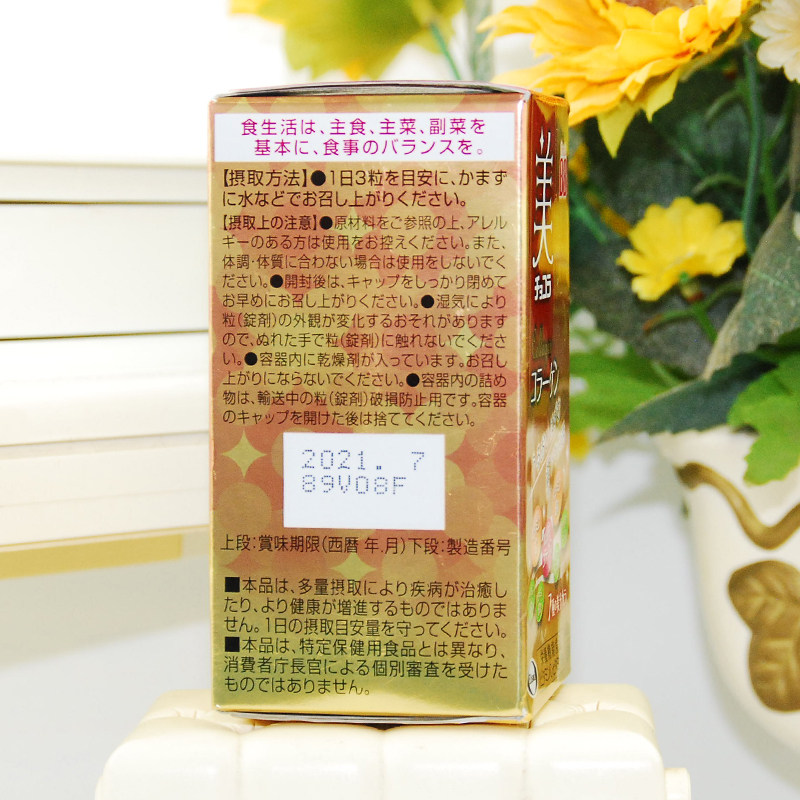 食生活は、主食、主菜、副菜を
基本に、食事のバランスを。
【摂取方法】●1日3粒を目安に、かまず
に水などでお召し上がりください。
【摂取上の注意】●原材料をご参照の上、アレル
ギーのある方は使用をお控えください。また、
体調・体質に合わない場合は使用をしないでく
ださい。●開封後は、キャップをしっかり閉めて
お早めにお召し上がりください。●湿気により
粒(錠剤)の外観が変化するおそれがあります
ので、ぬれた手で粒(錠剤)に触れないでくださ
い。●容器内に乾燥剤が入っています。お召し
上がりにならないでください。●容器内の詰め
物は、輸送中の粒(錠剤)破損防止用です。容器
のキャップを開けた後は捨ててください。
2021. 7
89V08F
上段:賞味期限(西暦 年.月)下段:製造番号
■本品は、多量摂取により疾病が治癒し
たり、より健康が増進するものではありま
せん。1日の摂取目安量を守ってください。
■本品は、特定保健用食品とは異なり、
消費者庁長官による個別審査を受けた
ものではありません。
美
チョコラ
コラーゲン